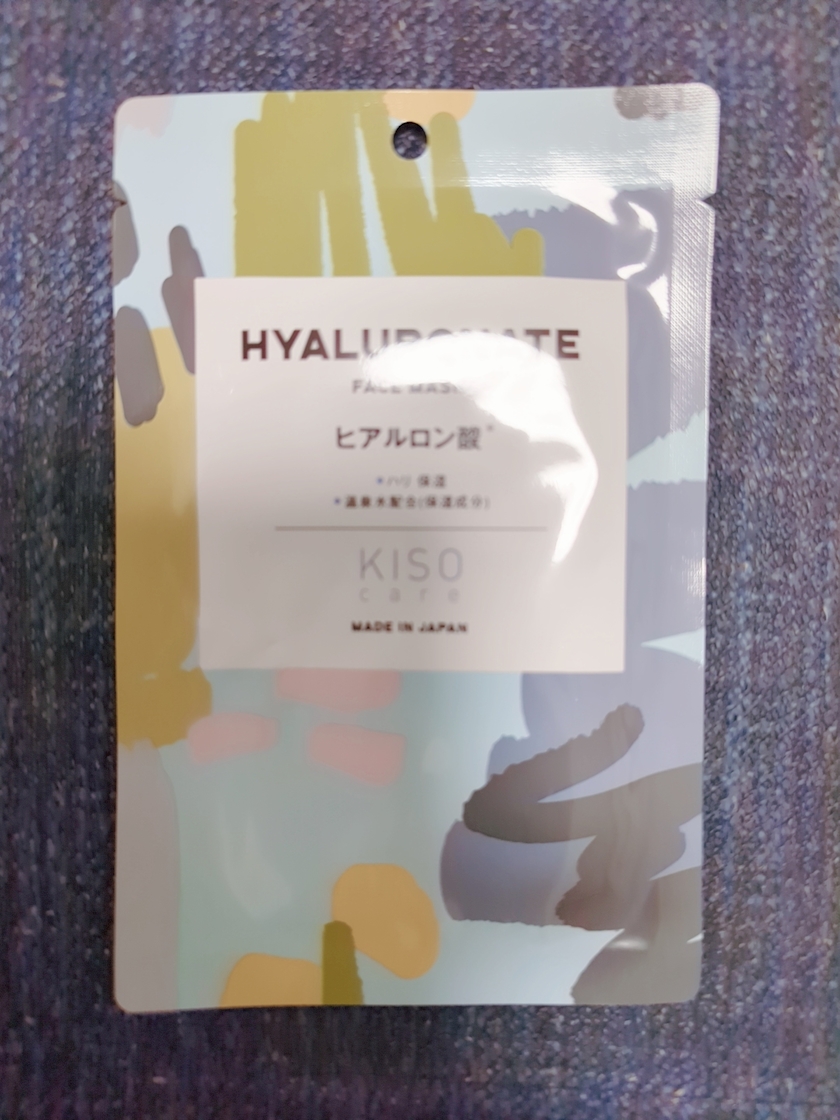 HYALURONATE
FACE MASK
ヒアルロン酸*
*ハリ 保湿
*温泉水配合(保湿成分)
KISO
care
MADE IN JAPAN